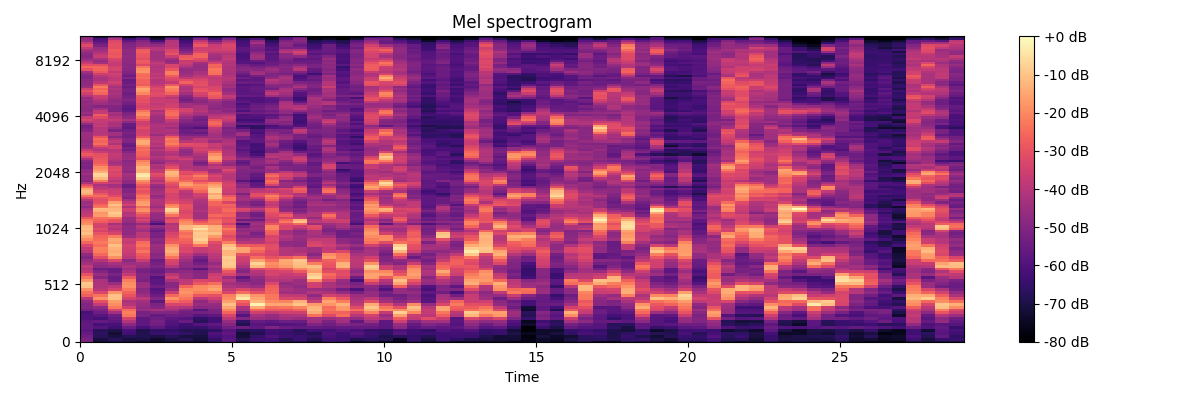 Mel spectrogram
8192
4096
2048
1024
512
0
Hz
0 5 10 15 20 25
Time
+0 dB
-10 dB
-20 dB
-30 dB
-40 dB
-50 dB
-60 dB
-70 dB
-80 dB